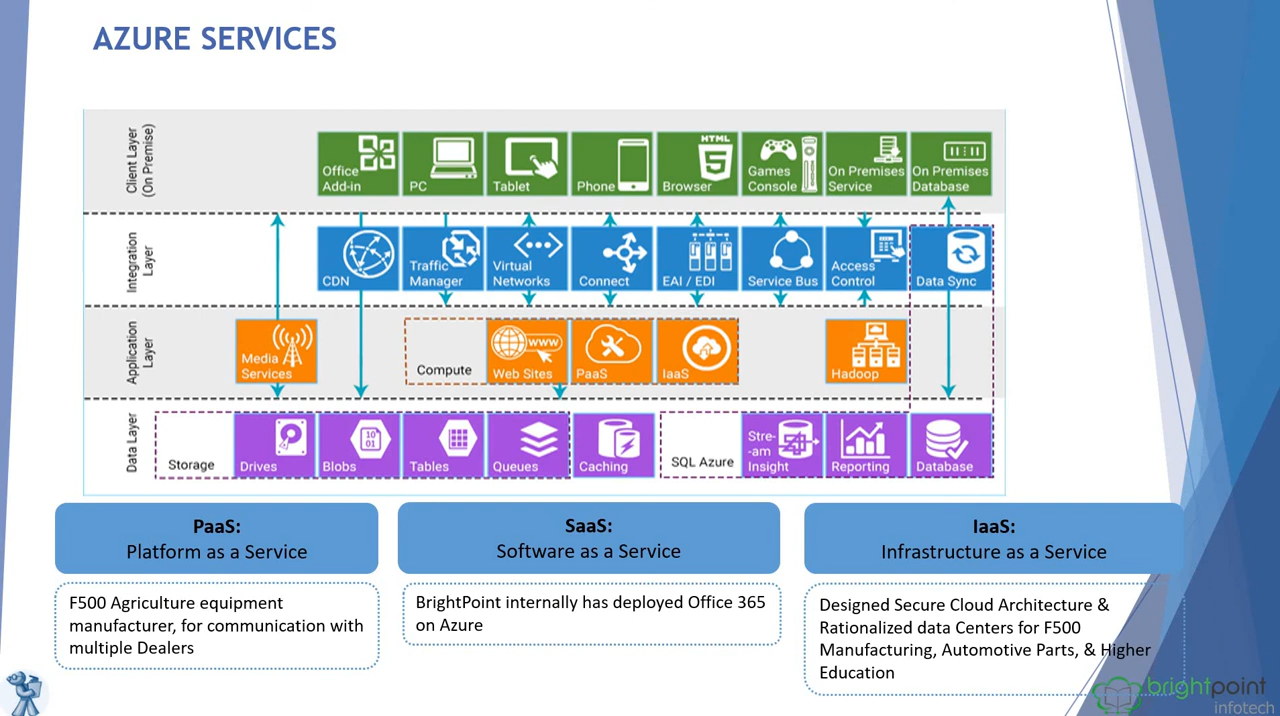 AZURE SERVICES
Client Layer
(On Premise)
Office
Add-in
PC
Tablet
Phone
HTML
5
Browser
Games
Console
On Premises
Service
On Premises
Database
Integration
Layer
CDN
Traffic
Manager
Virtual
Networks
Connect
EAI / EDI
Service Bus
Access
Control
Data Sync
Application
Layer
Media
Services
Compute
WWW
Web Sites
PaaS
IaaS
Hadoop
Data Layer
Storage
Drives
10
01
Blobs
Tables
Queues
Caching
SQL Azure
Stre-
-am
Insight
Reporting
Database
PaaS:
Platform as a Service
F500 Agriculture equipment
manufacturer, for communication with
multiple Dealers
SaaS:
Software as a Service
BrightPoint internally has deployed Office 365
on Azure
IaaS:
Infrastructure as a Service
Designed Secure Cloud Architecture &
Rationalized data Centers for F500
Manufacturing, Automotive Parts, & Higher
Education
brightpoint
infotech